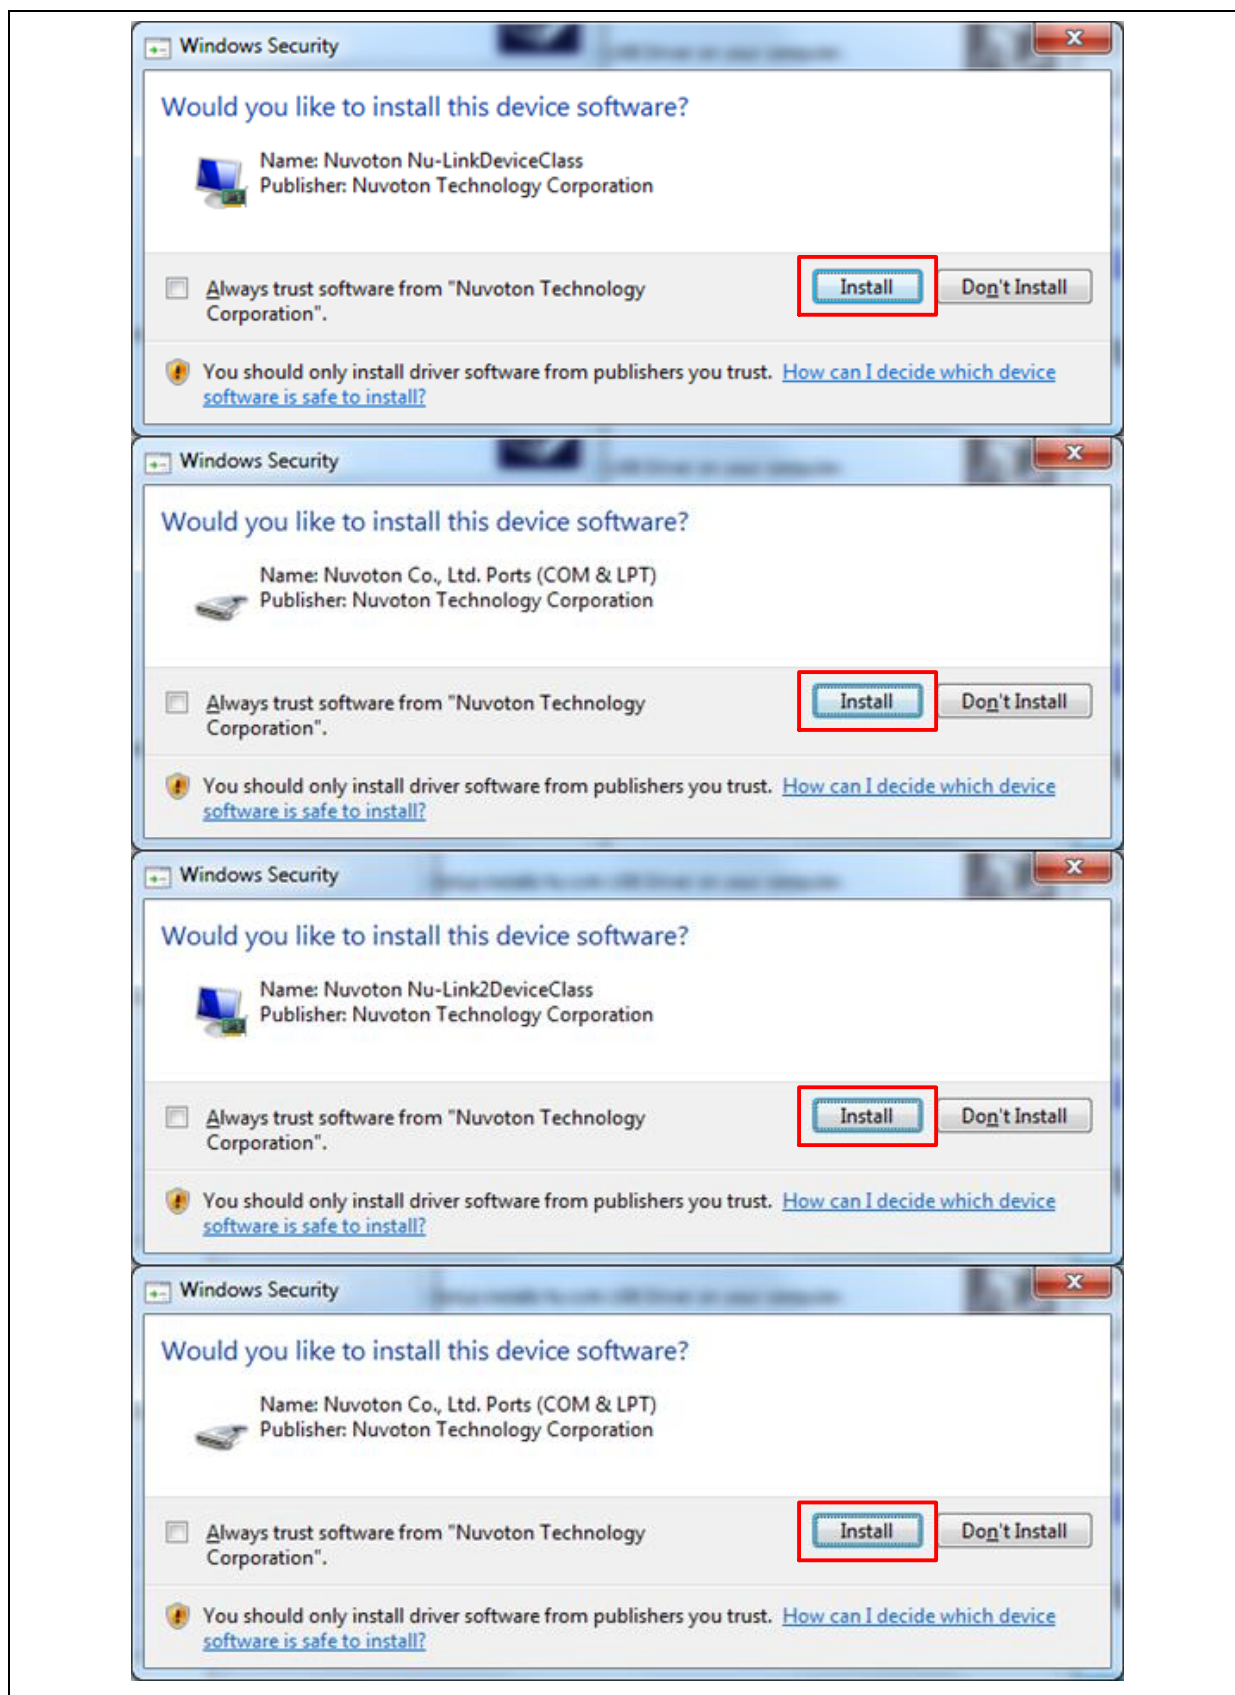 Windows Security
Would you like to install this device software?
Name: Nuvoton Nu-LinkDeviceClass
Publisher: Nuvoton Technology Corporation
Always trust software from "Nuvoton Technology
Corporation".
Install
Don't Install
You should only install driver software from publishers you trust. How can I decide which device
software is safe to install?
Windows Security
Would you like to install this device software?
Name: Nuvoton Co., Ltd. Ports (COM & LPT)
Publisher: Nuvoton Technology Corporation
Always trust software from "Nuvoton Technology
Corporation".
Install
Don't Install
You should only install driver software from publishers you trust. How can I decide which device
software is safe to install?
Windows Security
Would you like to install this device software?
Name: Nuvoton Nu-Link2DeviceClass
Publisher: Nuvoton Technology Corporation
Always trust software from "Nuvoton Technology
Corporation".
Install
Don't Install
You should only install driver software from publishers you trust. How can I decide which device
software is safe to install?
Windows Security
Would you like to install this device software?
Name: Nuvoton Co., Ltd. Ports (COM & LPT)
Publisher: Nuvoton Technology Corporation
Always trust software from "Nuvoton Technology
Corporation".
Install
Don't Install
You should only install driver software from publishers you trust. How can I decide which device
software is safe to install?